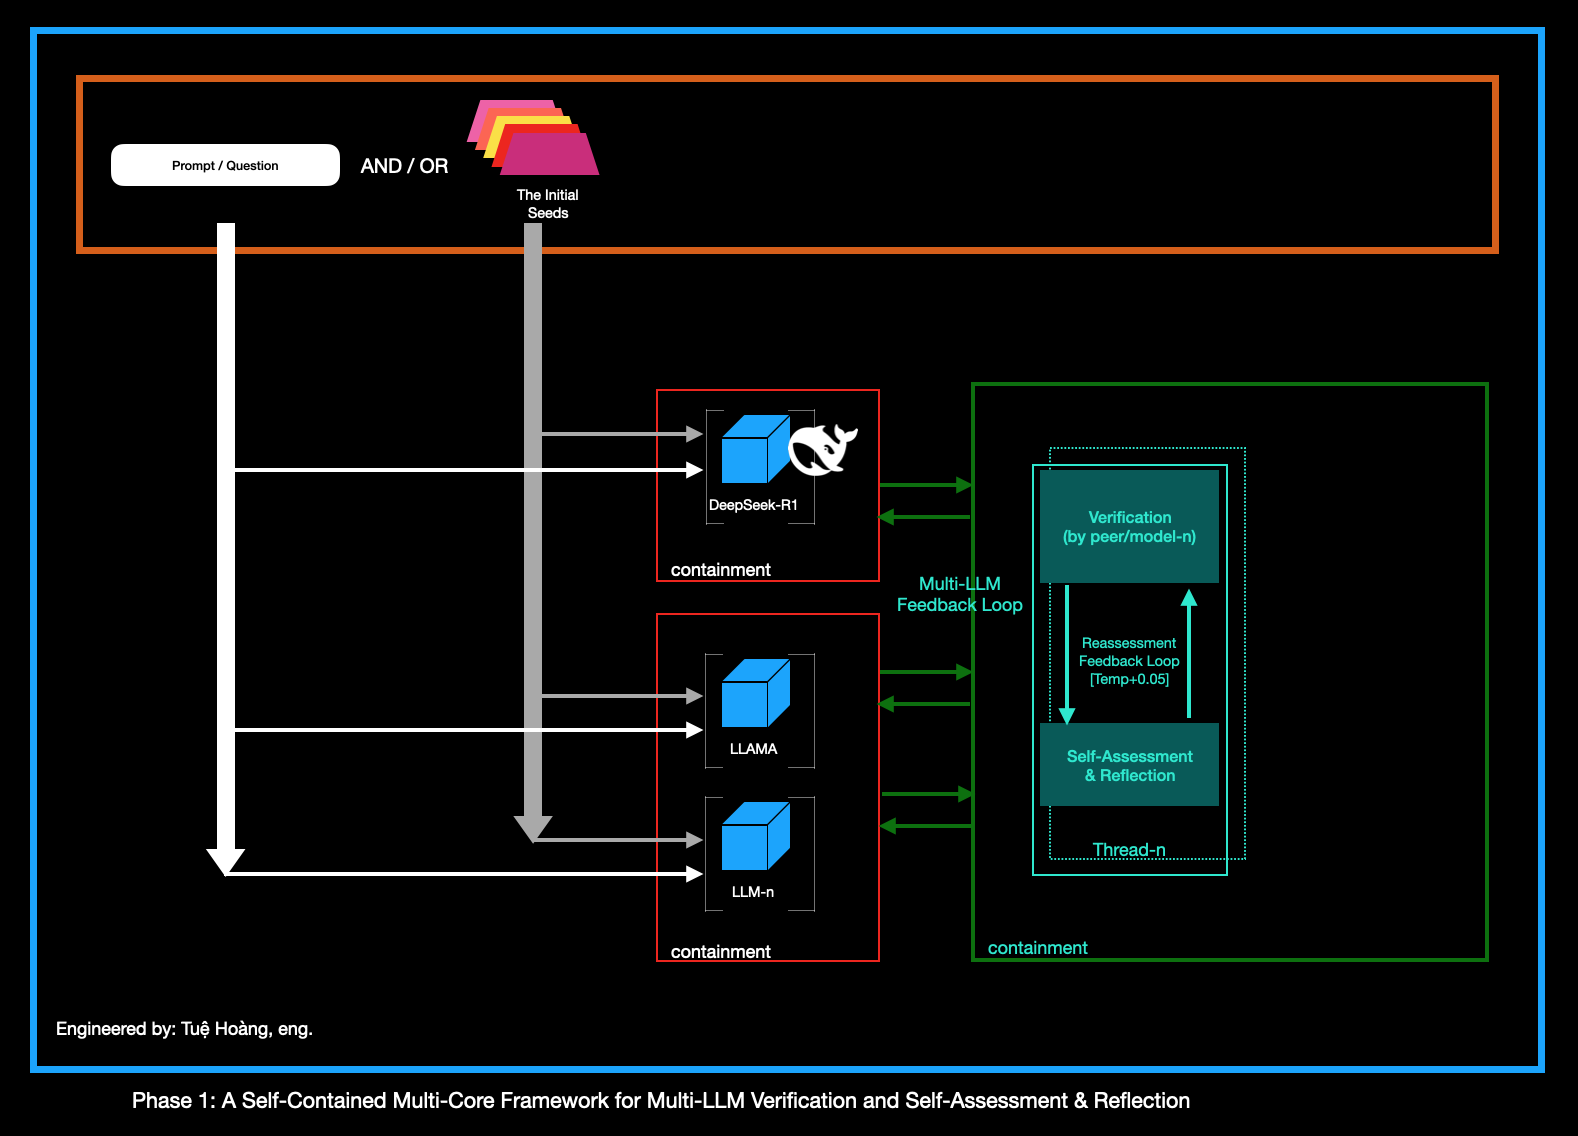 Prompt / Question
AND / OR
The Initial
Seeds
DeepSeek-R1
containment
Multi-LLM
Feedback Loop
Verification
(by peer/model-n)
Reassessment
Feedback Loop
[Temp+0.05]
Self-Assessment
& Reflection
Thread-n
containment
LLAMA
LLM-n
containment
Engineered by: Tuệ Hoàng, eng.
Phase 1: A Self-Contained Multi-Core Framework for Multi-LLM Verification and Self-Assessment & Reflection